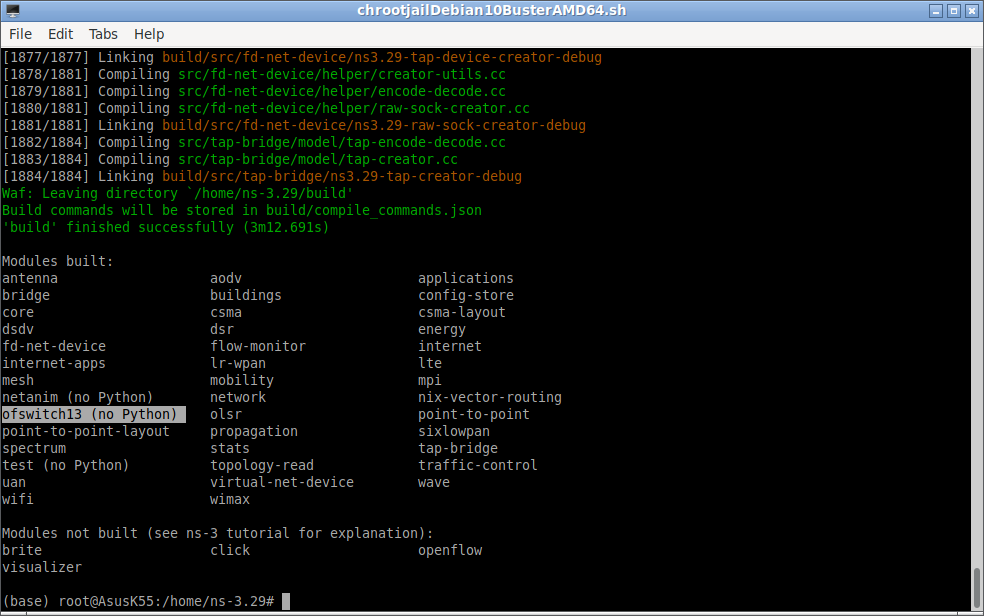 chrootjailDebian10BusterAMD64.sh
File Edit Tabs Help
[1877/1877] Linking build/src/fd-net-device/ns3.29-tap-device-creator-debug
[1878/1881] Compiling src/fd-net-device/helper/creator-utils.cc
[1879/1881] Compiling src/fd-net-device/helper/encode-decode.cc
[1880/1881] Compiling src/fd-net-device/helper/raw-sock-creator.cc
[1881/1881] Linking build/src/fd-net-device/ns3.29-raw-sock-creator-debug
[1882/1884] Compiling src/tap-bridge/model/tap-encode-decode.cc
[1883/1884] Compiling src/tap-bridge/model/tap-creator.cc
[1884/1884] Linking build/src/tap-bridge/ns3.29-tap-creator-debug
Waf: Leaving directory `/home/ns-3.29/build'
Build commands will be stored in build/compile_commands.json
'build' finished successfully (3m12.691s)
Modules built:
antenna aodv applications
bridge buildings config-store
core csma csma-layout
dsdv dsr energy
fd-net-device flow-monitor internet
internet-apps lr-wpan lte
mesh mobility mpi
netanim (no Python) network nix-vector-routing
ofswitch13 (no Python) olsr point-to-point
point-to-point-layout propagation sixlowpan
spectrum stats tap-bridge
test (no Python) topology-read traffic-control
uan virtual-net-device wave
wifi wimax
Modules not built (see ns-3 tutorial for explanation):
brite click openflow
visualizer
(base) root@AsusK55:/home/ns-3.29#